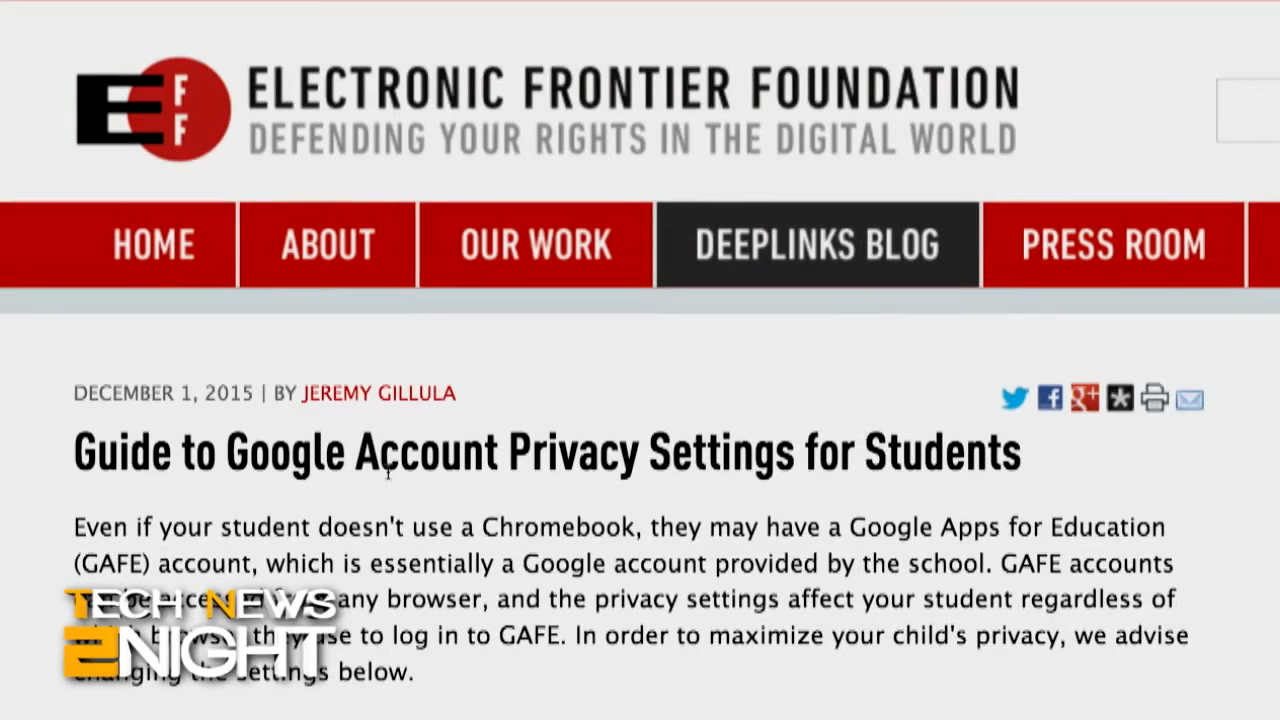 E F F
ELECTRONIC FRONTIER FOUNDATION
DEFENDING YOUR RIGHTS IN THE DIGITAL WORLD
HOME ABOUT OUR WORK DEEPLINKS BLOG PRESS ROOM
DECEMBER 1, 2015 | BY JEREMY GILLULA
Guide to Google Account Privacy Settings for Students
Even if your student doesn't use a Chromebook, they may have a Google Apps for Education
(GAFE) account, which is essentially a Google account provided by the school. GAFE accounts
any browser, and the privacy settings affect your student regardless of
to log in to GAFE. In order to maximize your child's privacy, we advise
changing the settings below.
TECH NEWS
2NIGHT